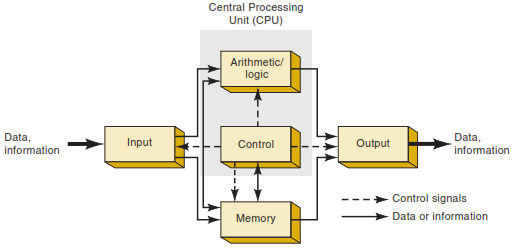 Central Processing
Unit (CPU)
Arithmetic/
logic
Data,
information
Input
Control
Output
Data,
information
Memory
Control signals
Data or information